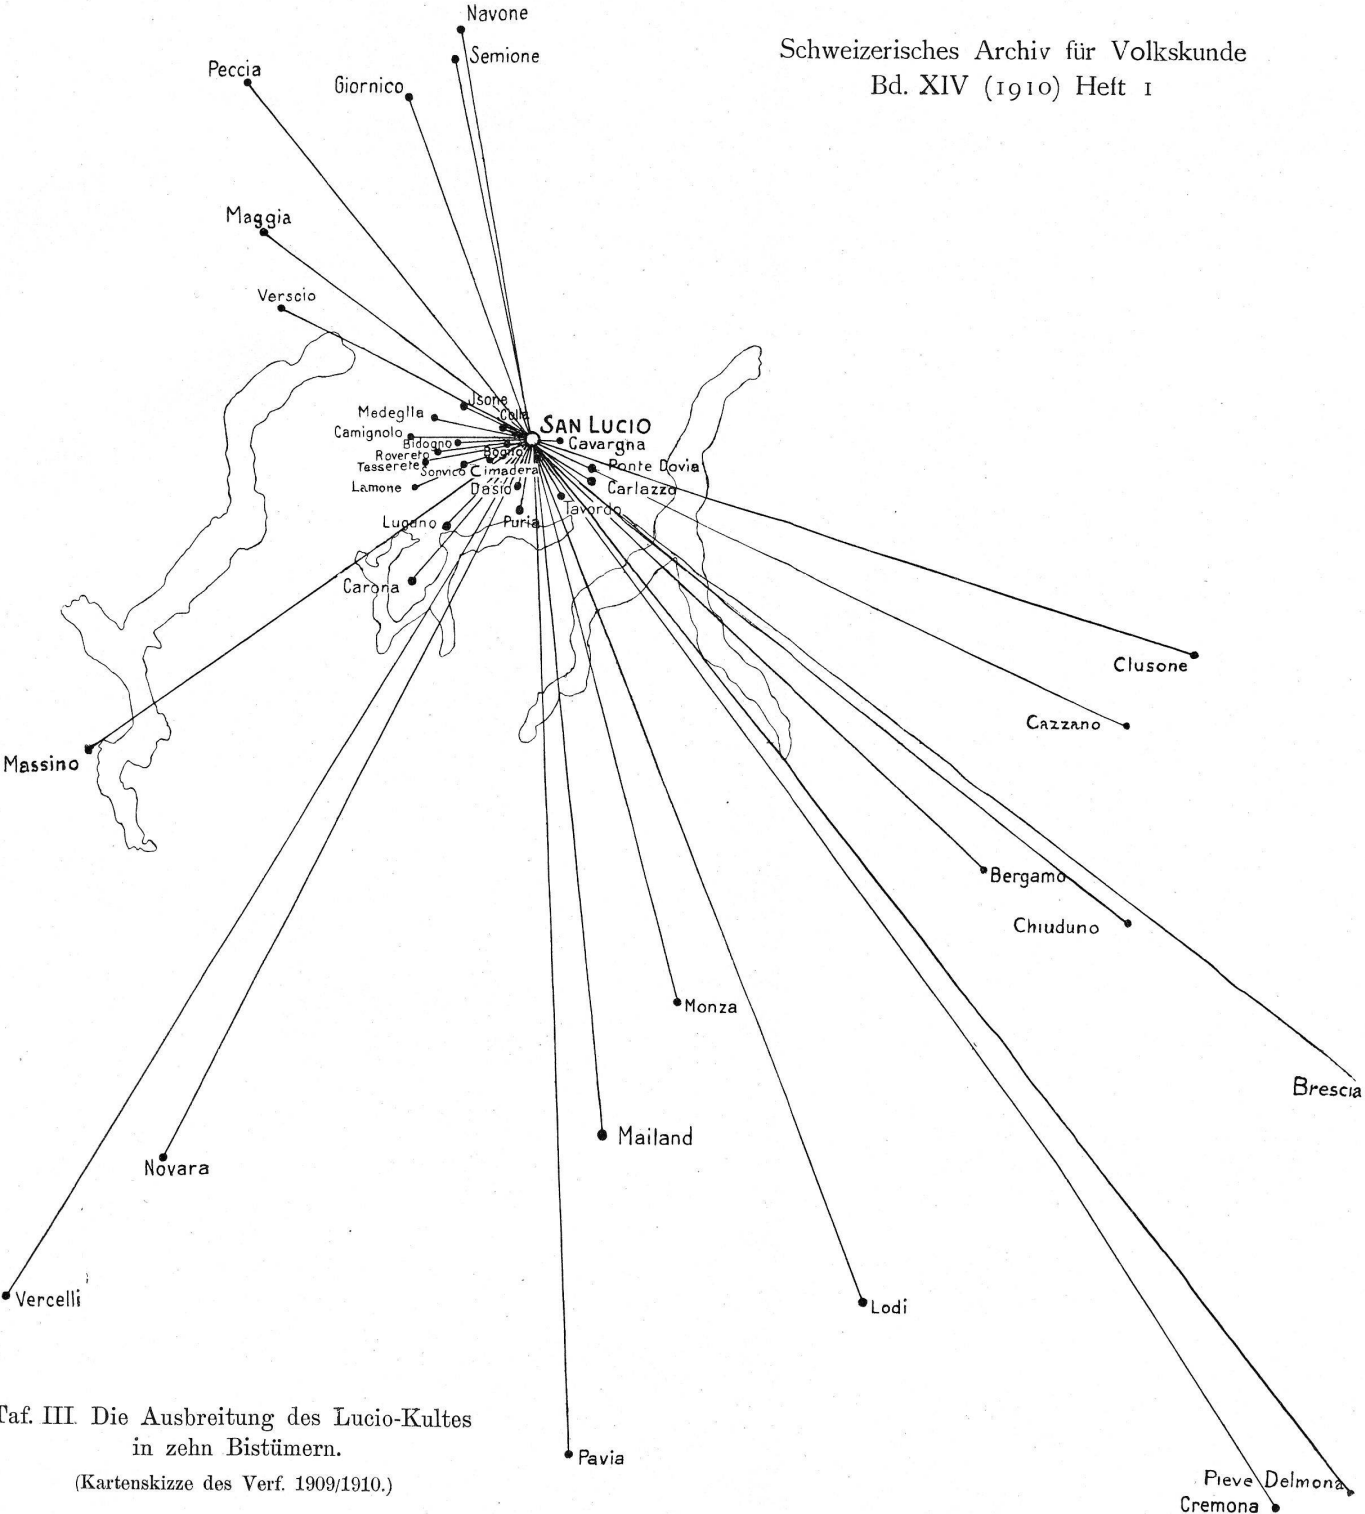 Navone
Schweizerisches Archiv für Volkskunde
Bd. XIV (1910) Heft 1
Semione
Peccia
Giornico
Maggia
Verscio
Jsone
Colla
Medeglia
SAN LUCIO
Camignolo
Bidogno
Cavargna
Bogno
Rovereto
Tesserete
Sonvico
Cimadera
Ponte Dovia
Lamone
Dasio
Carlazzo
Tavordo
Lugano
Puria
Carona
Clusone
Cazzano
Massino
Bergamo
Chiuduno
Monza
Brescia
Mailand
Novara
Vercelli
Lodi
Taf. III. Die Ausbreitung des Lucio-Kultes
in zehn Bistümern.
(Kartenskizze des Verf. 1909/1910.)
Pavia
Pieve Delmona
Cremona